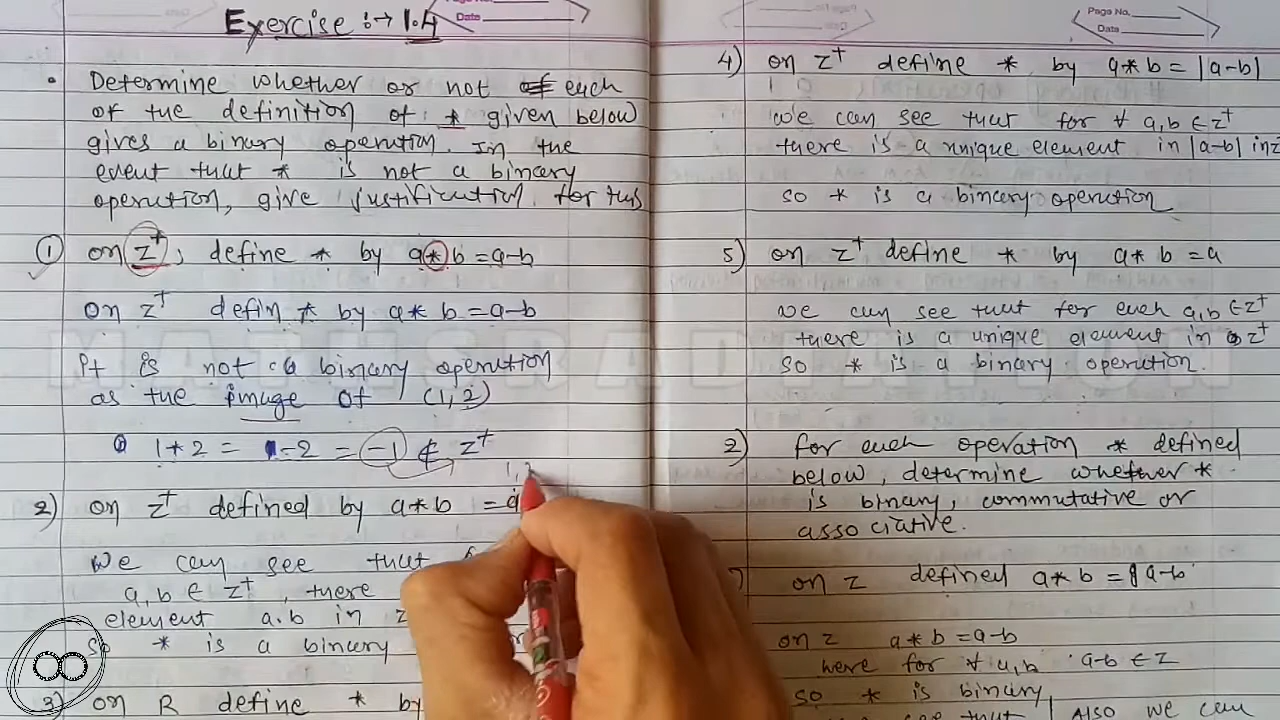 Exercise :→ 1.4
Date
• Determine whether or not each
of the definition of * given below
gives a binary operation. In the
event that * is not a binary
operation, give justification for this
① on Z⁺ ; define * by a*b = a-b
on Z⁺ defin * by a*b = a-b
It is not a binary operation
as the image of (1,2)
1*2 = 1-2 = -1 ∉ Z⁺
2) on Z⁺ defined by a*b = a
We can see that
a,b ∈ Z⁺, there
element a.b in Z
So * is a binary
3) on R define * by
Page No.
Date
4) on Z⁺ define * by a*b = |a-b|
We can see that for ∀ a,b ∈ Z⁺
there is a unique element in |a-b| in Z
so * is a binary operation
5) on Z⁺ define * by a*b = a
We can see that for each a,b ∈ Z⁺
there is a unique element in Z⁺
so * is a binary operation.
2) for each operation * defined
below, determine whether *
is binary, commutative or
associative.
on Z defined a*b = a-b
on Z a*b = a-b
here for ∀ a,b a-b ∈ Z
so * is binary
Also we can
MATHSRADIATION